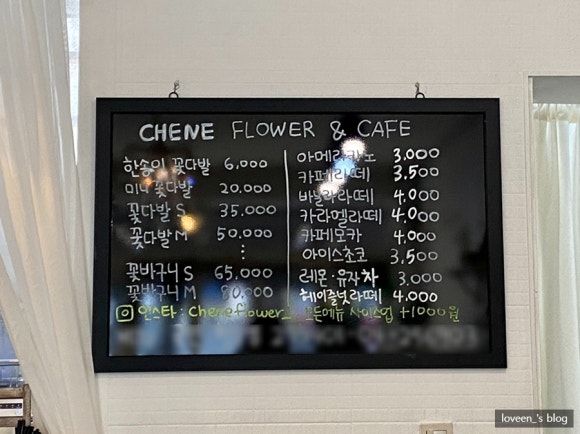 CHENE FLOWER & CAFE
한송이 꽃다발 6,000
미니 꽃다발 20,000
꽃다발 S 35.000
꽃다발 M 50,000
⋮
꽃바구니 S 65,000
꽃바구니 M 80,000
아메리카노 3,000
카페라떼 3,500
바닐라라떼 4,000
카라멜라떼 4,000
카페모카 4,000
아이스초코 3,500
레몬·유자차 3.000
헤이즐넛라떼 4.000
인스타 : cheneflower_ 모든메뉴 사이즈업 +1000원
loveen_'s blog